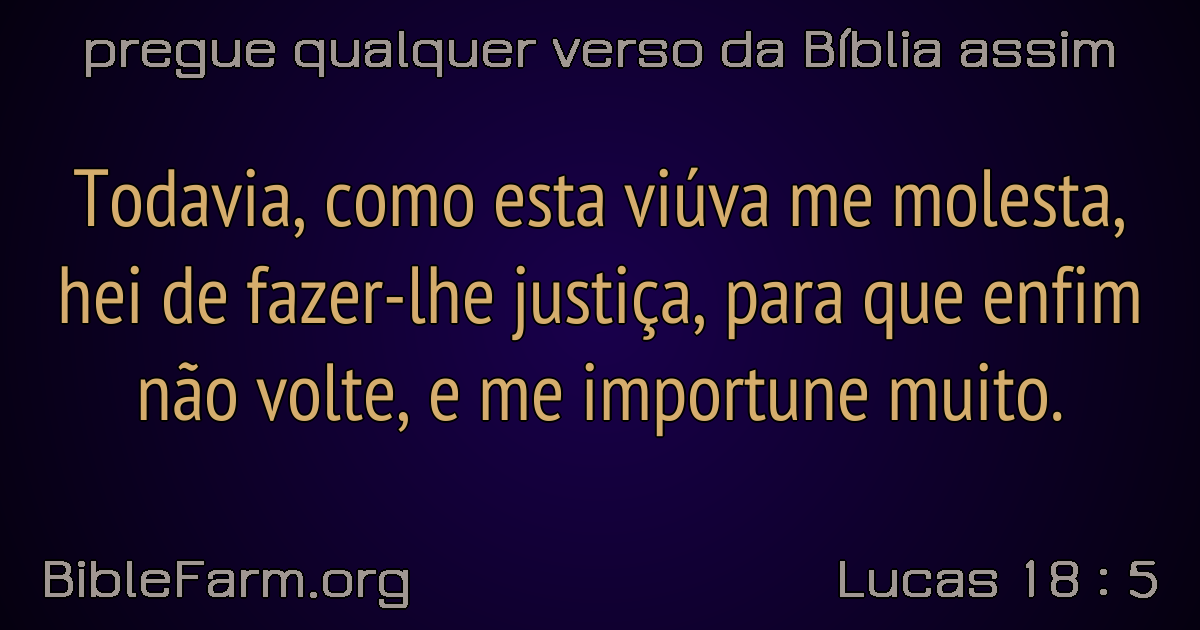 pregue qualquer verso da Bíblia assim
Todavia, como esta viúva me molesta,
hei de fazer-lhe justiça, para que enfim
não volte, e me importune muito.
BibleFarm.org
Lucas 18 : 5